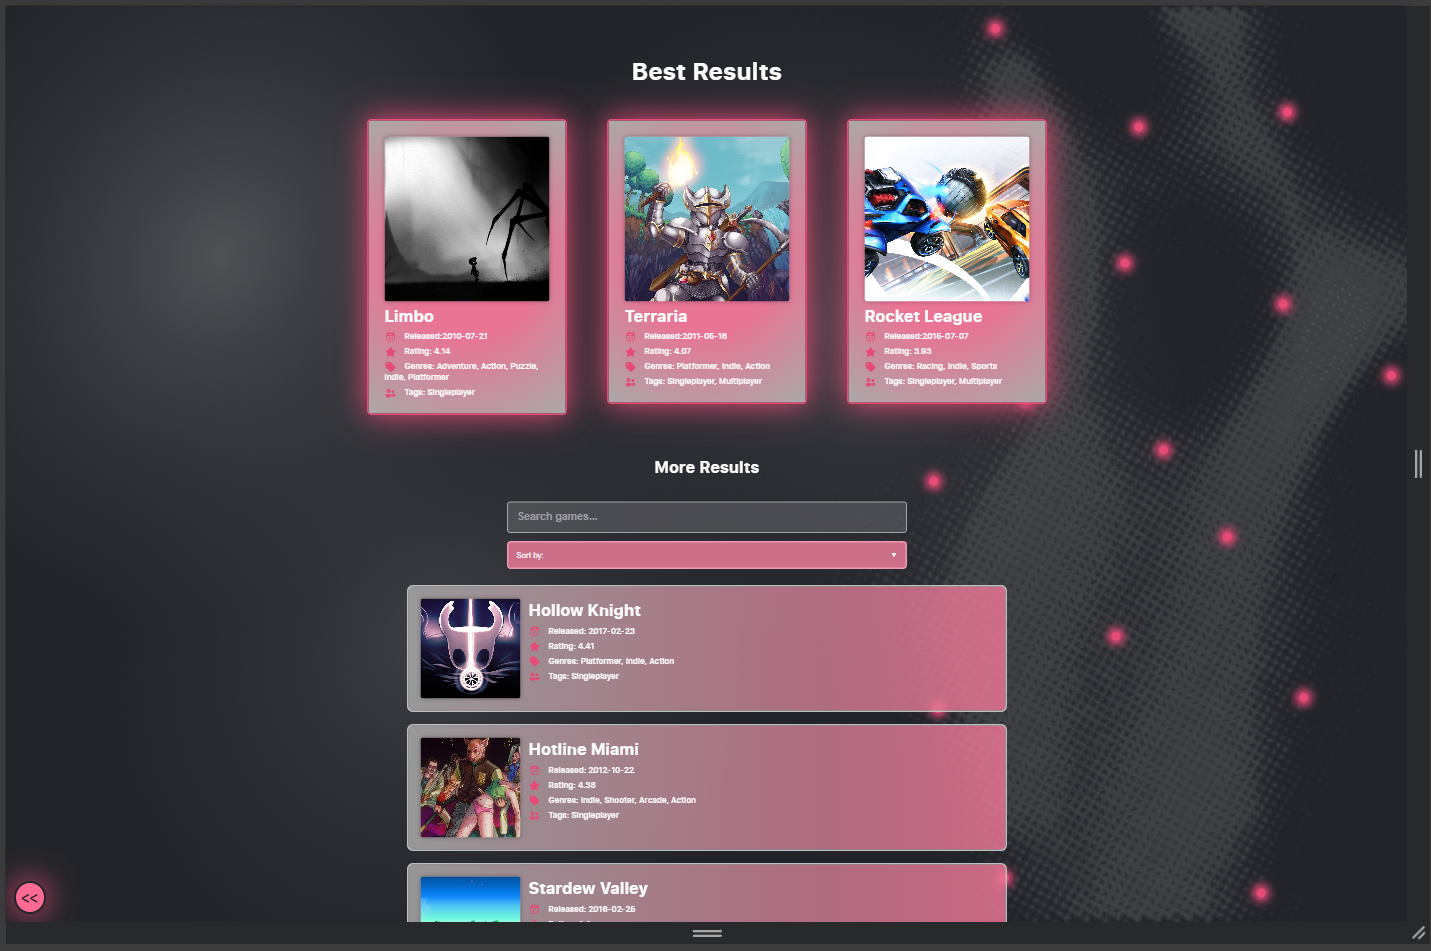 Best Results
Limbo
Released:2010-07-21
Rating: 4.14
Genres: Adventure, Action, Puzzle,
Indie, Platformer
Tags: Singleplayer
Terraria
Released:2011-05-16
Rating: 4.07
Genres: Platformer, Indie, Action
Tags: Singleplayer, Multiplayer
Rocket League
Released:2015-07-07
Rating: 3.93
Genres: Racing, Indie, Sports
Tags: Singleplayer, Multiplayer
More Results
Search games...
Sort by:
Hollow Knight
Released: 2017-02-23
Rating: 4.41
Genres: Platformer, Indie, Action
Tags: Singleplayer
Hotline Miami
Released: 2012-10-22
Rating: 4.38
Genres: Indie, Shooter, Arcade, Action
Tags: Singleplayer
Stardew Valley
Released: 2016-02-25
<<